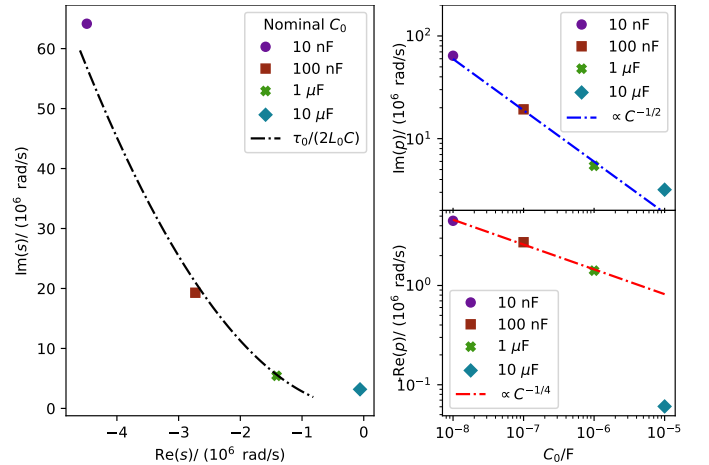 Im(s)/ (10⁶ rad/s)
60
50
40
30
20
10
0
−4
−3
−2
−1
0
Re(s)/ (10⁶ rad/s)
Nominal C₀
10 nF
100 nF
1 μF
10 μF
τ₀/(2L₀C)
Im(p)/ (10⁶ rad/s)
10²
10¹
10 nF
100 nF
1 μF
10 μF
∝ C⁻¹/²
−Re(p)/ (10⁶ rad/s)
10⁰
10⁻¹
10 nF
100 nF
1 μF
10 μF
∝ C⁻¹/⁴
10⁻⁸
10⁻⁷
10⁻⁶
10⁻⁵
C₀/F